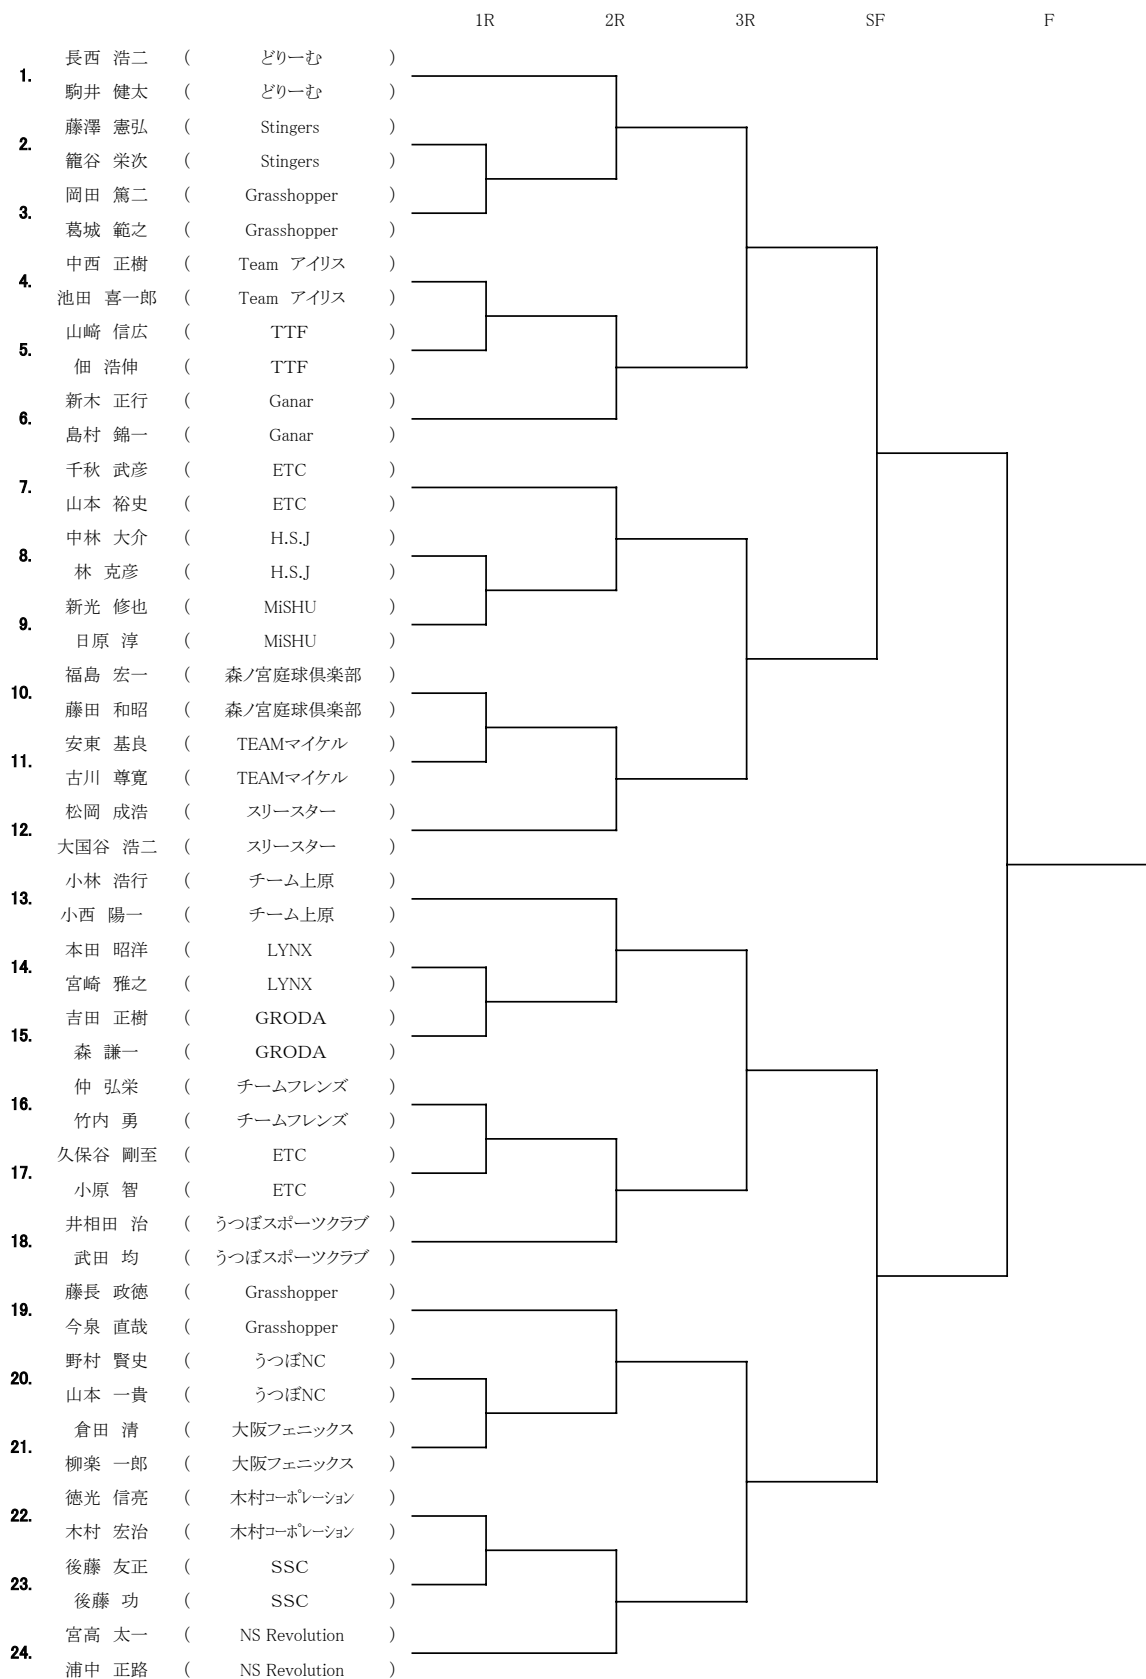 1R 2R 3R SF F
長西 浩二 ( どりーむ )
1.
駒井 健太 ( どりーむ )
藤澤 憲弘 ( Stingers )
2.
籠谷 栄次 ( Stingers )
岡田 篤二 ( Grasshopper )
3.
葛城 範之 ( Grasshopper )
中西 正樹 ( Team アイリス )
4.
池田 喜一郎 ( Team アイリス )
山﨑 信広 ( TTF )
5.
佃 浩伸 ( TTF )
新木 正行 ( Ganar )
6.
島村 錦一 ( Ganar )
千秋 武彦 ( ETC )
7.
山本 裕史 ( ETC )
中林 大介 ( H.S.J )
8.
林 克彦 ( H.S.J )
新光 修也 ( MiSHU )
9.
日原 淳 ( MiSHU )
福島 宏一 ( 森ノ宮庭球倶楽部 )
10.
藤田 和昭 ( 森ノ宮庭球倶楽部 )
安東 基良 ( TEAMマイケル )
11.
古川 尊寛 ( TEAMマイケル )
松岡 成浩 ( スリースター )
12.
大国谷 浩二 ( スリースター )
小林 浩行 ( チーム上原 )
13.
小西 陽一 ( チーム上原 )
本田 昭洋 ( LYNX )
14.
宮崎 雅之 ( LYNX )
吉田 正樹 ( GRODA )
15.
森 謙一 ( GRODA )
仲 弘栄 ( チームフレンズ )
16.
竹内 勇 ( チームフレンズ )
久保谷 剛至 ( ETC )
17.
小原 智 ( ETC )
井相田 治 ( うつぼスポーツクラブ )
18.
武田 均 ( うつぼスポーツクラブ )
藤長 政徳 ( Grasshopper )
19.
今泉 直哉 ( Grasshopper )
野村 賢史 ( うつぼNC )
20.
山本 一貴 ( うつぼNC )
倉田 清 ( 大阪フェニックス )
21.
柳楽 一郎 ( 大阪フェニックス )
徳光 信亮 ( 木村コーポレーション )
22.
木村 宏治 ( 木村コーポレーション )
後藤 友正 ( SSC )
23.
後藤 功 ( SSC )
宮高 太一 ( NS Revolution )
24.
浦中 正路 ( NS Revolution )